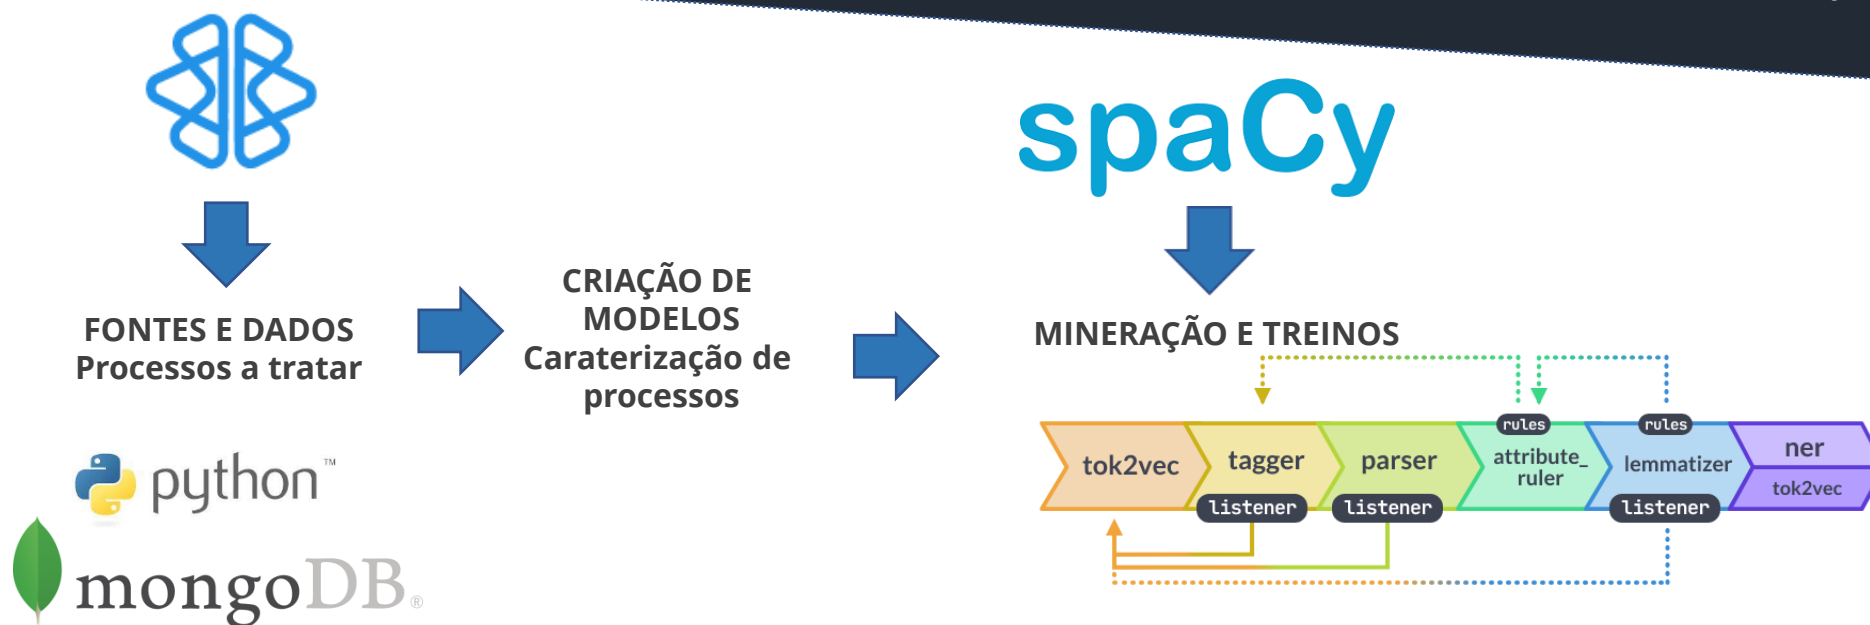 spaCy
FONTES E DADOS
Processos a tratar
CRIAÇÃO DE
MODELOS
Caraterização de
processos
MINERAÇÃO E TREINOS
python™
mongoDB®
rules
rules
tok2vec
tagger
parser
attribute_
ruler
lemmatizer
ner
tok2vec
listener
listener
listener